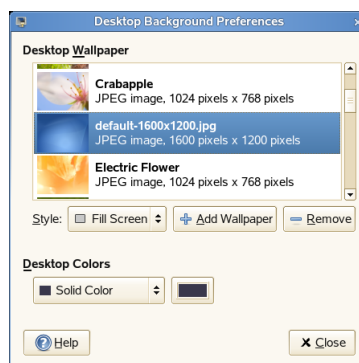 Desktop Background Preferences
Desktop Wallpaper
Crabapple
JPEG image, 1024 pixels x 768 pixels
default-1600x1200.jpg
JPEG image, 1600 pixels x 1200 pixels
Electric Flower
JPEG image, 1024 pixels x 768 pixels
Style: Fill Screen Add Wallpaper Remove
Desktop Colors
Solid Color
Help Close